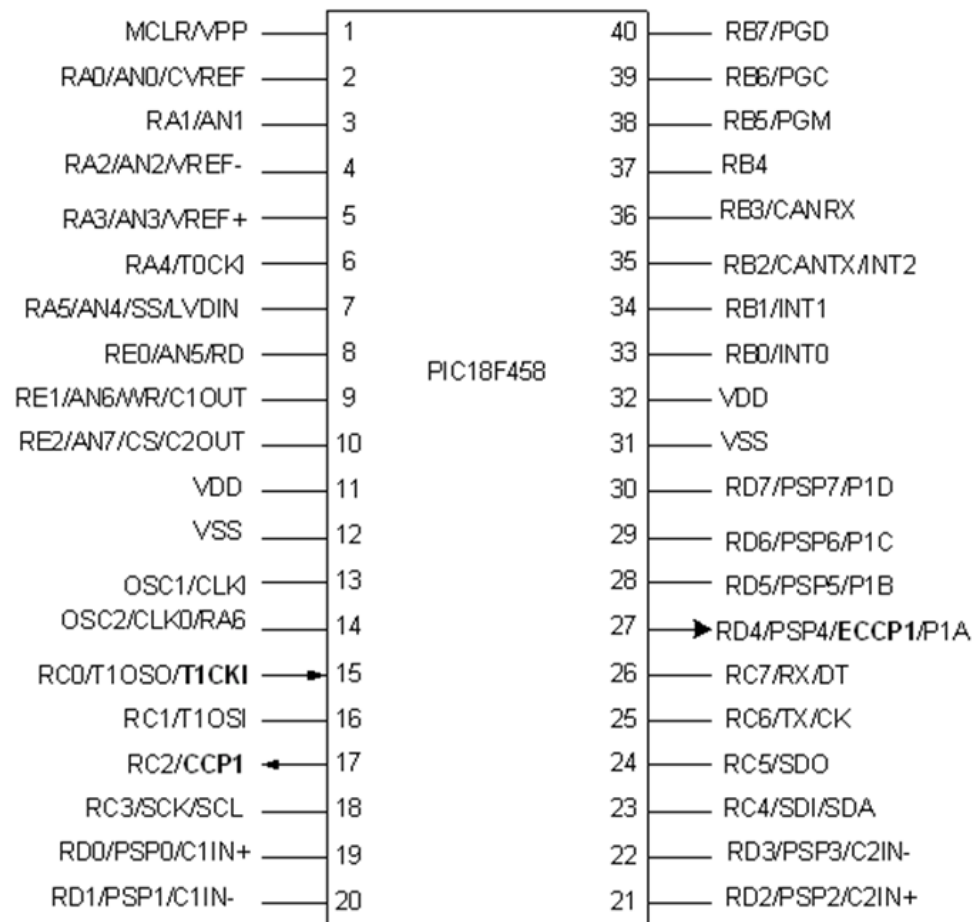 MCLR/VPP 1 40 RB7/PGD
RA0/AN0/CVREF 2 39 RB6/PGC
RA1/AN1 3 38 RB5/PGM
RA2/AN2/VREF- 4 37 RB4
RA3/AN3/VREF+ 5 36 RB3/CANRX
RA4/T0CKI 6 35 RB2/CANTX/INT2
RA5/AN4/SS/LVDIN 7 34 RB1/INT1
RE0/AN5/RD 8 33 RB0/INT0
PIC18F458
RE1/AN6/WR/C1OUT 9 32 VDD
RE2/AN7/CS/C2OUT 10 31 VSS
VDD 11 30 RD7/PSP7/P1D
VSS 12 29 RD6/PSP6/P1C
OSC1/CLKI 13 28 RD5/PSP5/P1B
OSC2/CLK0/RA6 14 27 RD4/PSP4/ECCP1/P1A
RC0/T1OSO/T1CKI 15 26 RC7/RX/DT
RC1/T1OSI 16 25 RC6/TX/CK
RC2/CCP1 17 24 RC5/SDO
RC3/SCK/SCL 18 23 RC4/SDI/SDA
RD0/PSP0/C1IN+ 19 22 RD3/PSP3/C2IN-
RD1/PSP1/C1IN- 20 21 RD2/PSP2/C2IN+